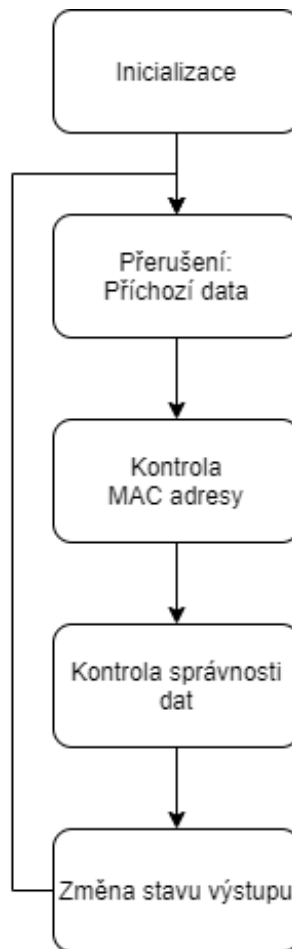 Inicializace
Přerušení:
Příchozí data
Kontrola
MAC adresy
Kontrola správnosti
dat
Změna stavu výstupu